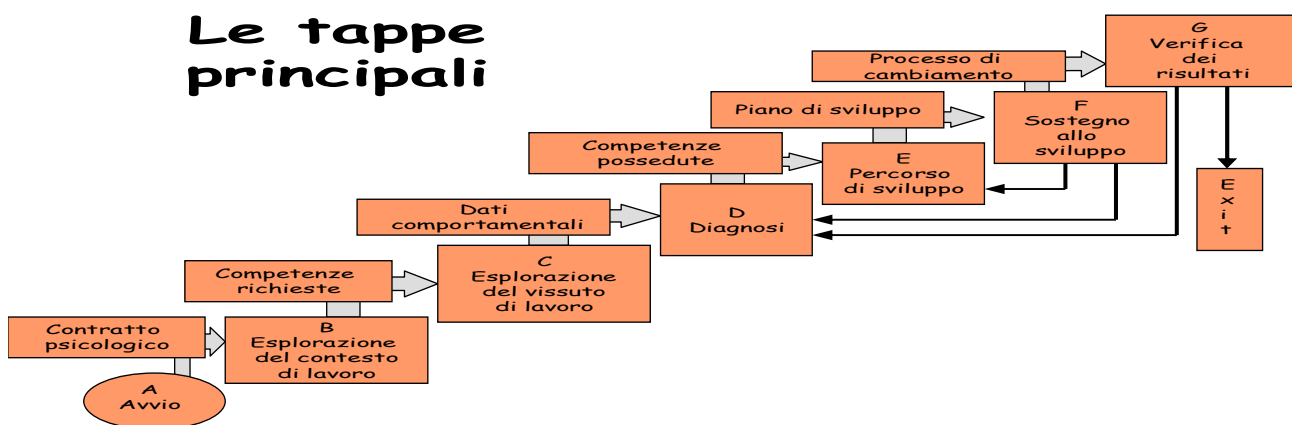 Le tappe
principali
A
Avvio
Contratto
psicologico
B
Esplorazione
del contesto
di lavoro
Competenze
richieste
C
Esplorazione
del vissuto
di lavoro
Dati
comportamentali
D
Diagnosi
Competenze
possedute
E
Percorso
di sviluppo
Piano di sviluppo
F
Sostegno
allo
sviluppo
Processo di
cambiamento
G
Verifica
dei
risultati
E
x
i
t